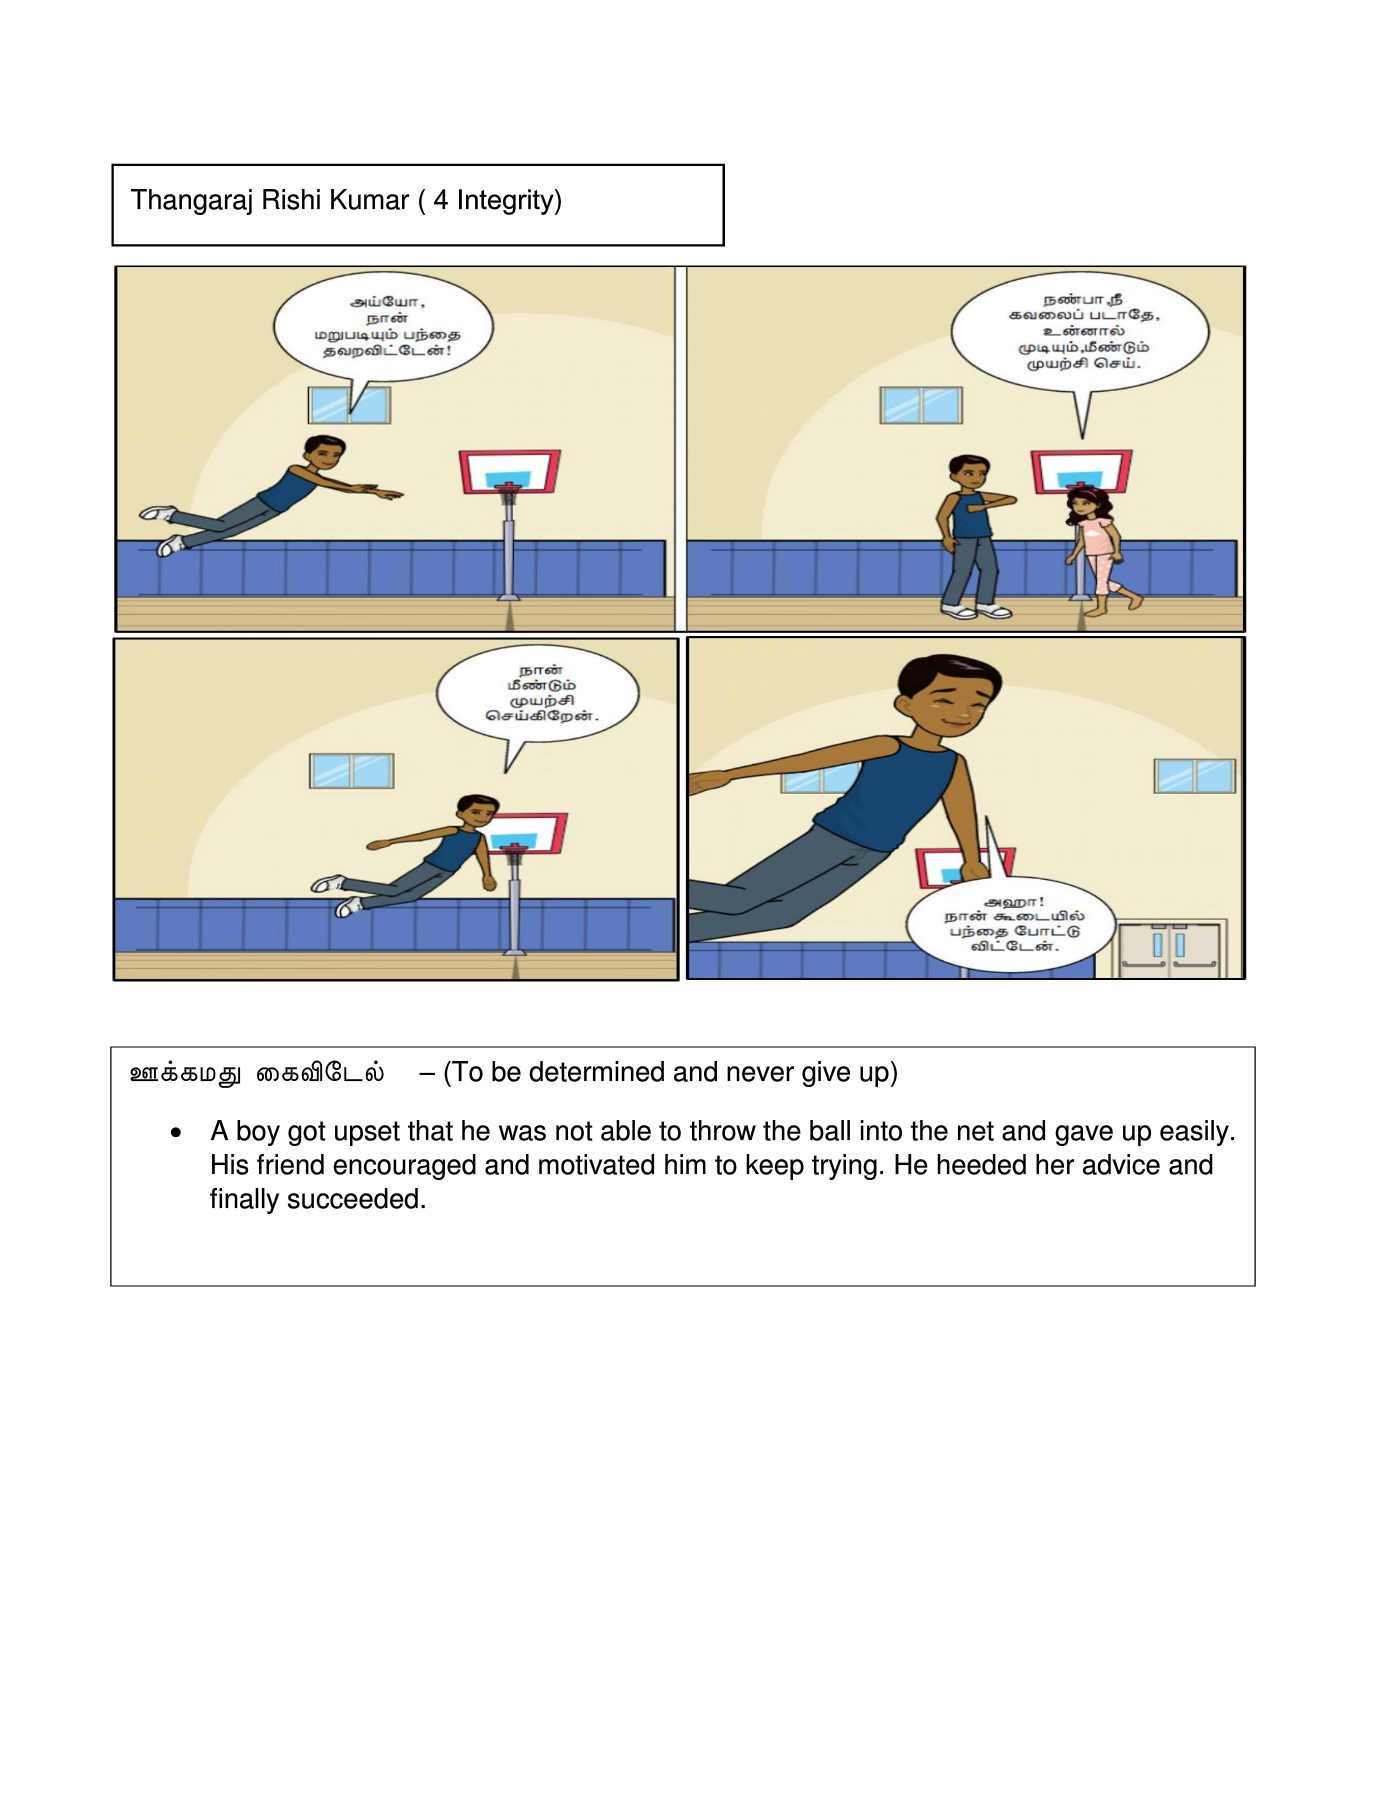 Thangaraj Rishi Kumar ( 4 Integrity)
அய்யோ,
நான்
மறுபடியும் பந்தை
தவறவிட்டேன்!
நண்பா,நீ
கவலைப் படாதே,
உன்னால்
முடியும்,மீண்டும்
முயற்சி செய்.
நான்
மீண்டும்
முயற்சி
செய்கிறேன்.
அஹா!
நான் கூடையில்
பந்தை போட்டு
விட்டேன்.
ஊக்கமது கைவிடேல் – (To be determined and never give up)
• A boy got upset that he was not able to throw the ball into the net and gave up easily.
His friend encouraged and motivated him to keep trying. He heeded her advice and
finally succeeded.